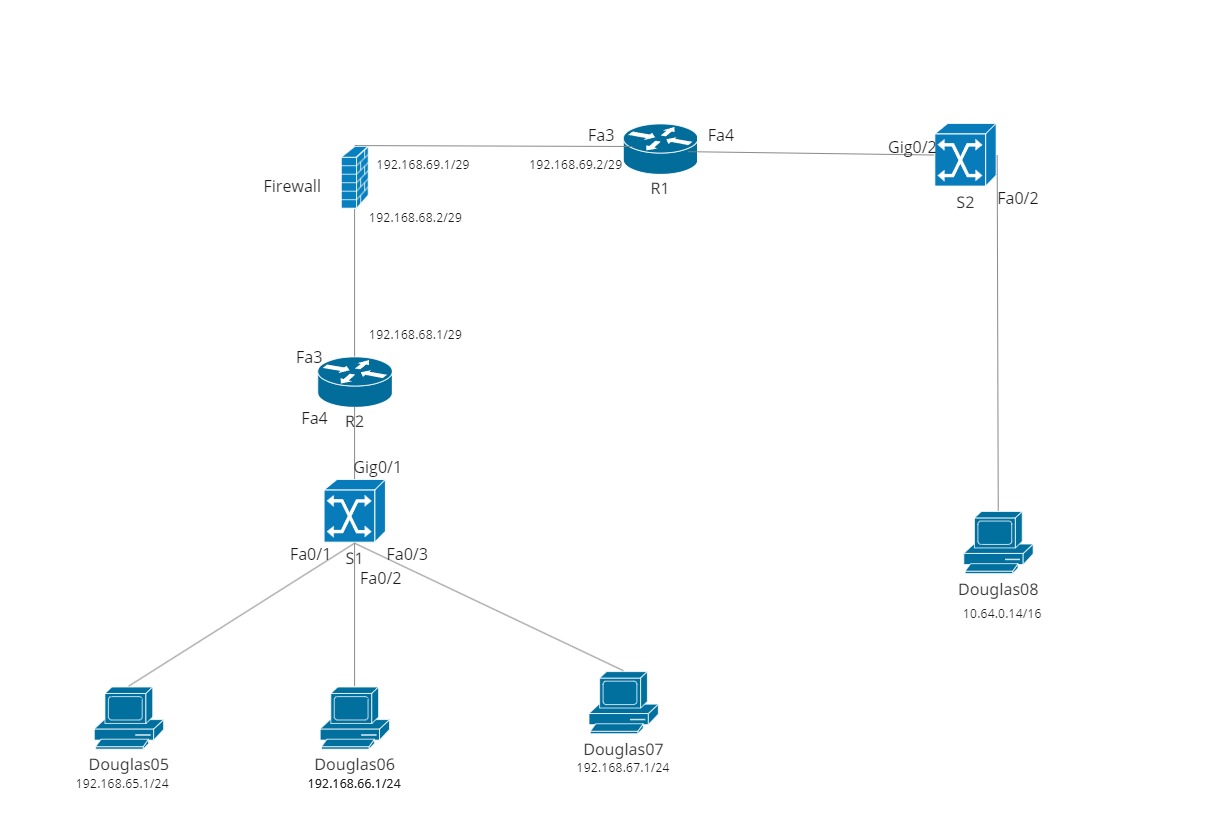 Fa3
Fa4
Gig0/2
192.168.69.1/29
192.168.69.2/29
Firewall
R1
S2
Fa0/2
192.168.68.2/29
192.168.68.1/29
Fa3
Fa4
R2
Gig0/1
Fa0/1
S1
Fa0/3
Fa0/2
Douglas08
10.64.0.14/16
Douglas05
192.168.65.1/24
Douglas06
192.168.66.1/24
Douglas07
192.168.67.1/24